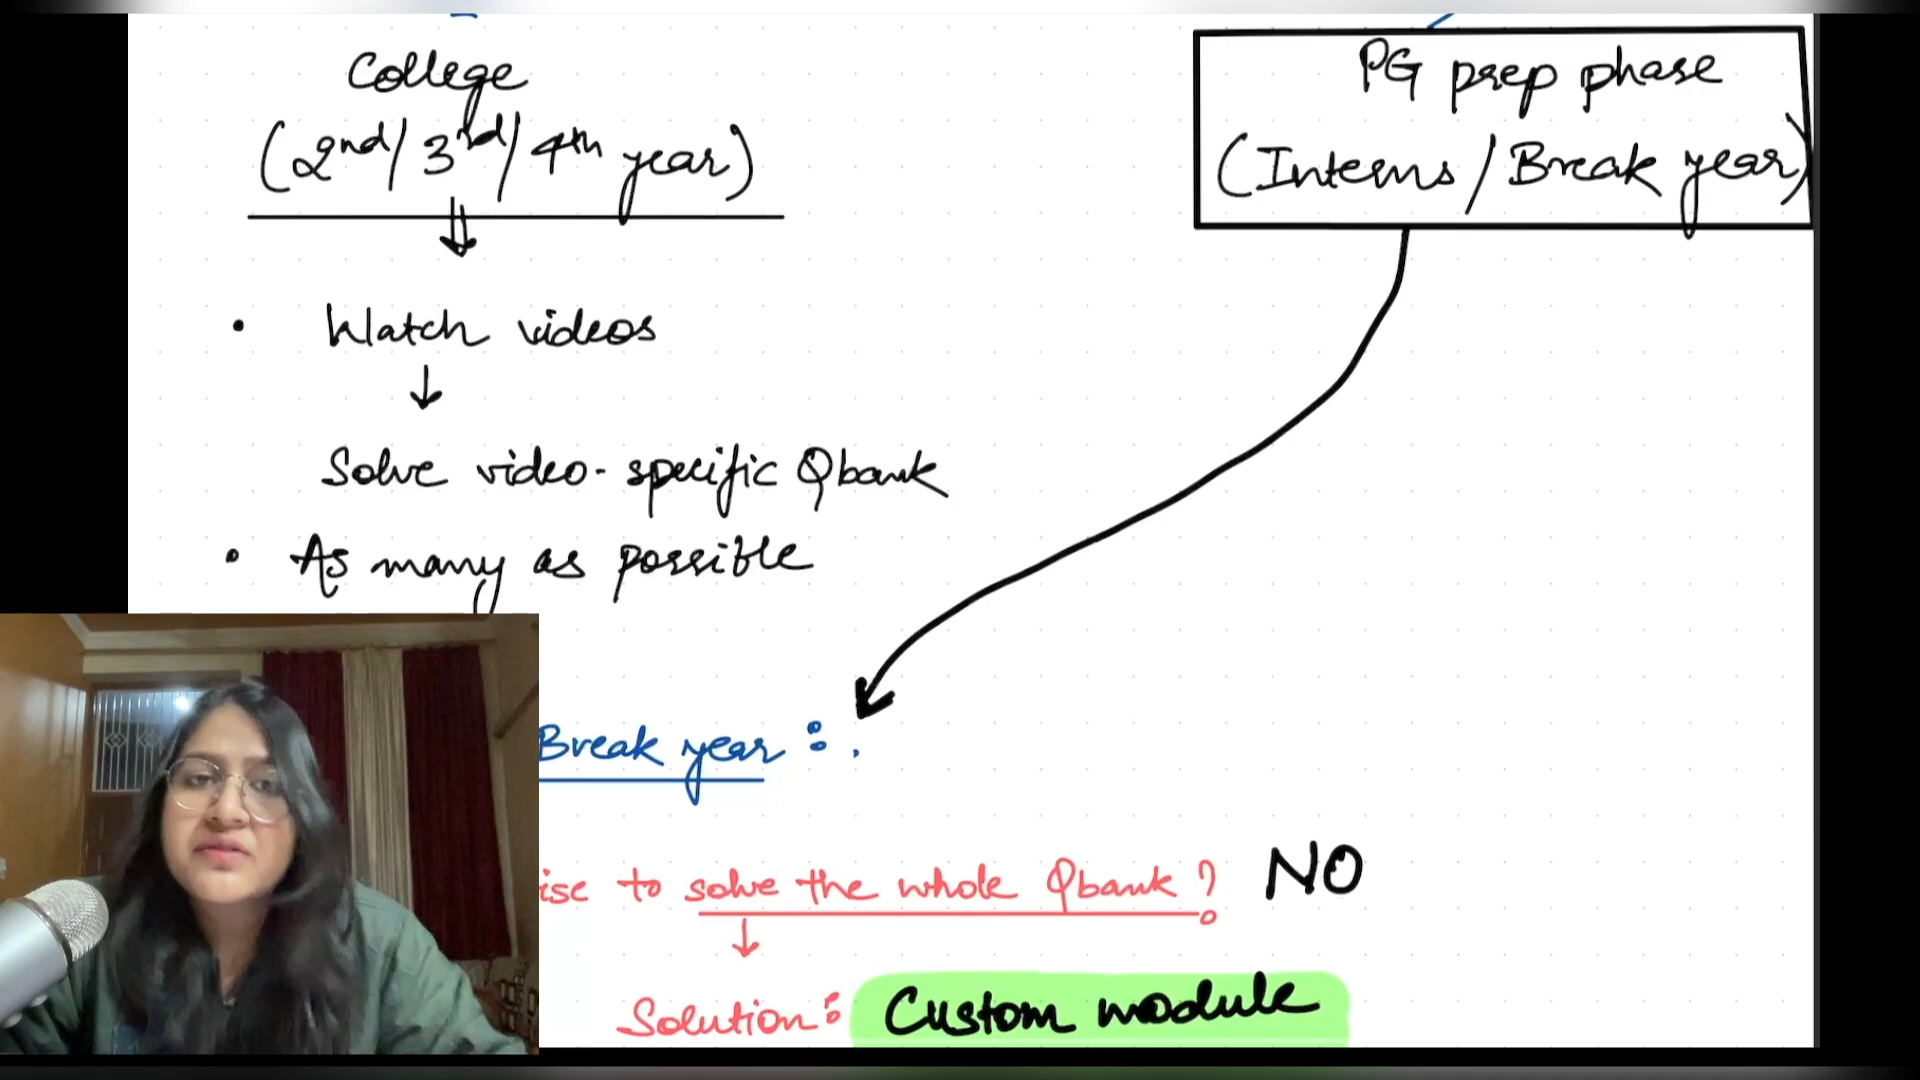 College
(2nd/ 3rd/ 4th year)
• Watch videos
↓
Solve video-specific Qbank
• As many as possible
PG prep phase
(Interns / Break year)
Break year :.
ise to solve the whole Qbank? NO
↓
Solution: Custom module